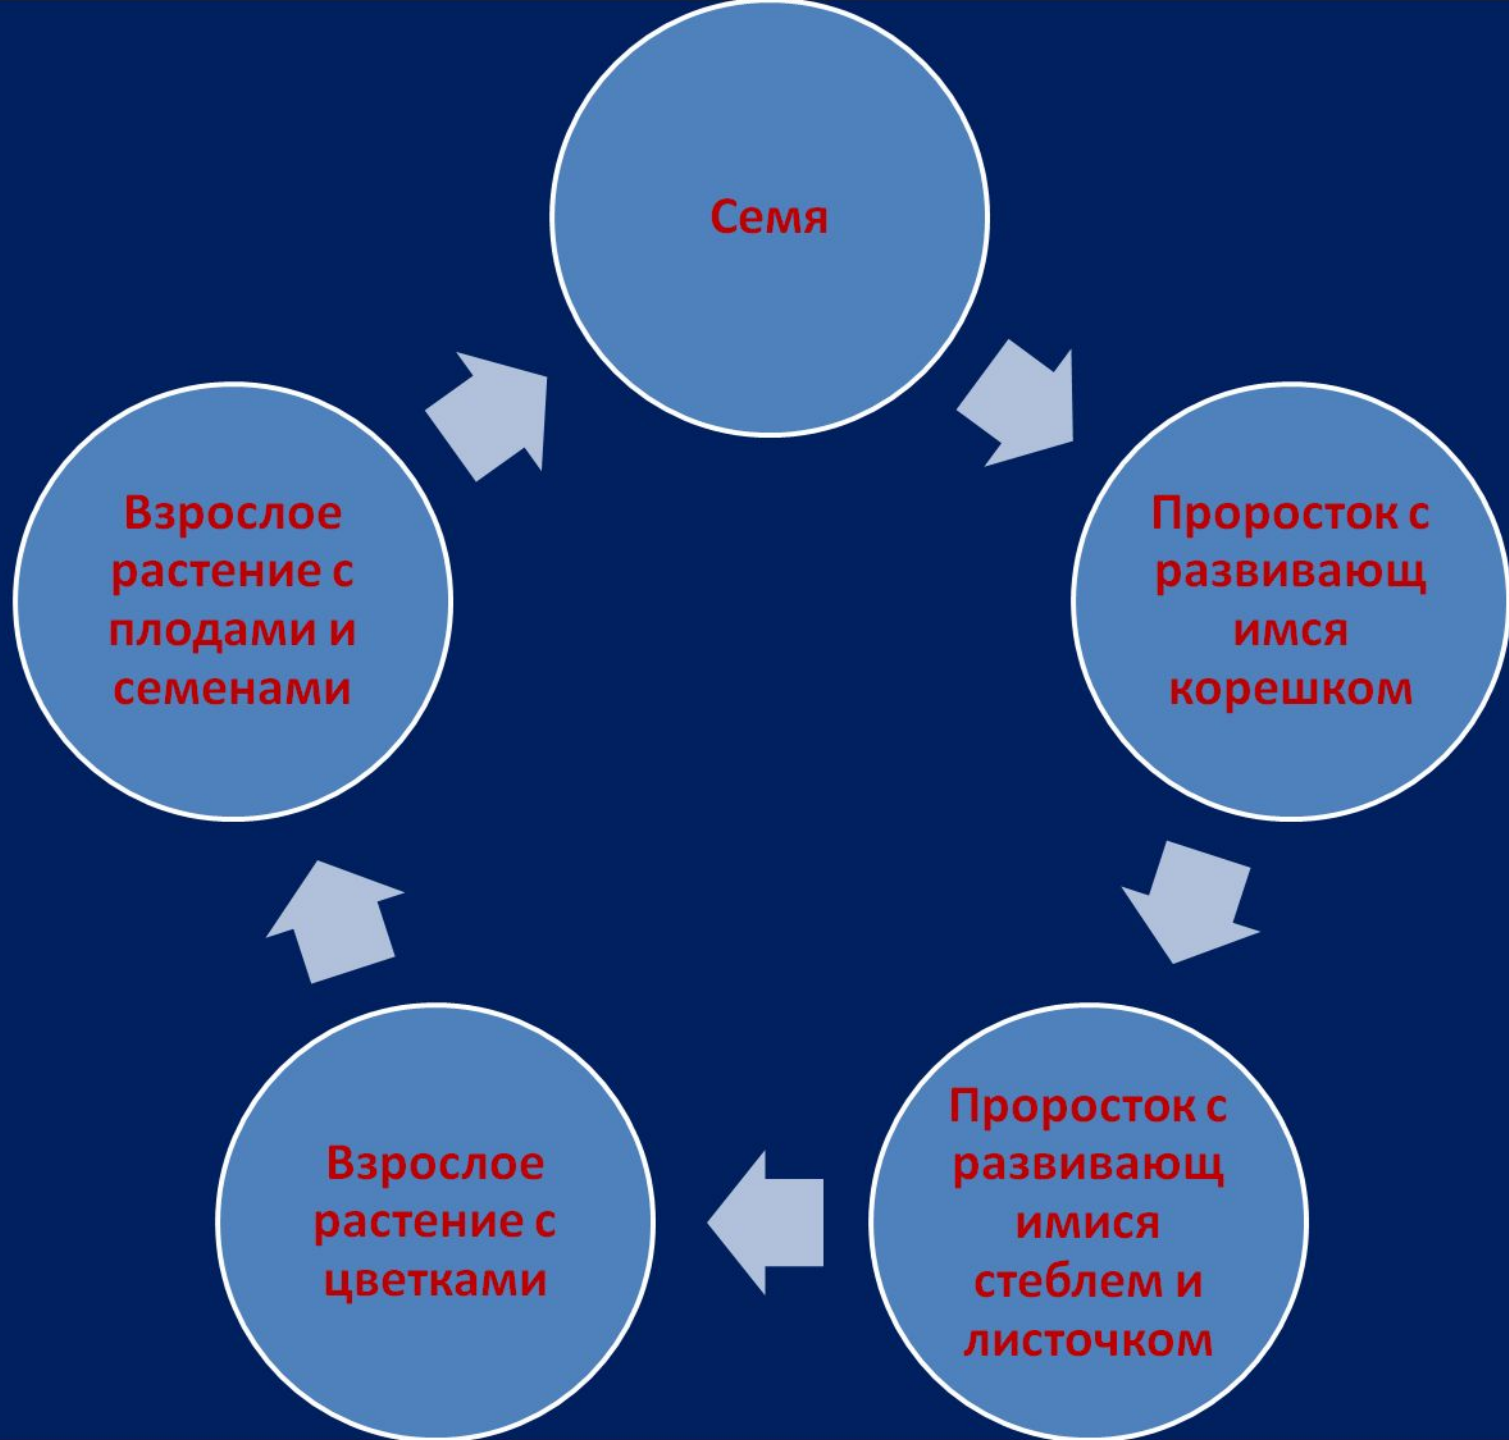 Семя
Проросток с
развивающ
имся
корешком
Проросток с
развивающ
имися
стеблем и
листочком
Взрослое
растение с
цветками
Взрослое
растение с
плодами и
семенами